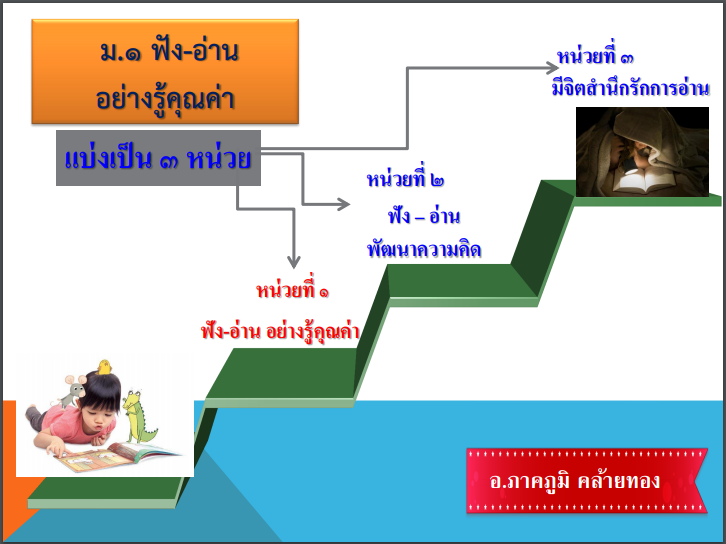 ม.๑ ฟัง-อ่าน
อย่างรู้คุณค่า
แบ่งเป็น ๓ หน่วย
หน่วยที่ ๓
มีจิตสำนึกรักการอ่าน
หน่วยที่ ๒
ฟัง – อ่าน
พัฒนาความคิด
หน่วยที่ ๑
ฟัง-อ่าน อย่างรู้คุณค่า
อ.ภาคภูมิ คล้ายทอง